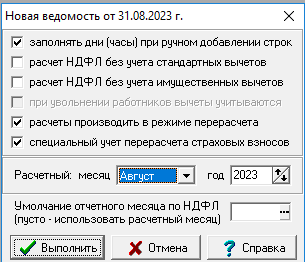 Новая ведомость от 31.08.2023 г.
заполнять дни (часы) при ручном добавлении строк
расчет НДФЛ без учета стандартных вычетов
расчет НДФЛ без учета имущественных вычетов
при увольнении работников вычеты учитываются
расчеты производить в режиме перерасчета
специальный учет перерасчета страховых взносов
Расчетный: месяц Август год 2023
Умолчание отчетного месяца по НДФЛ
(пусто - использовать расчетный месяц)
Выполнить Отмена Справка